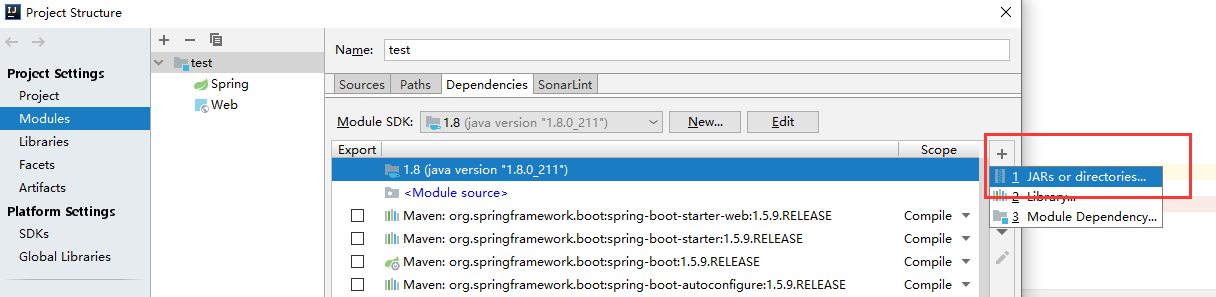 Project Structure
Project Settings
Project
Modules
Libraries
Facets
Artifacts
Platform Settings
SDKs
Global Libraries
test
Spring
Web
Name: test
Sources Paths Dependencies SonarLint
Module SDK: 1.8 (java version "1.8.0_211") New... Edit
Export Scope
1.8 (java version "1.8.0_211")
<Module source>
Maven: org.springframework.boot:spring-boot-starter-web:1.5.9.RELEASE Compile
Maven: org.springframework.boot:spring-boot-starter:1.5.9.RELEASE Compile
Maven: org.springframework.boot:spring-boot:1.5.9.RELEASE Compile
Maven: org.springframework.boot:spring-boot-autoconfigure:1.5.9.RELEASE Compile
1 JARs or directories...
2 Library...
3 Module Dependency...